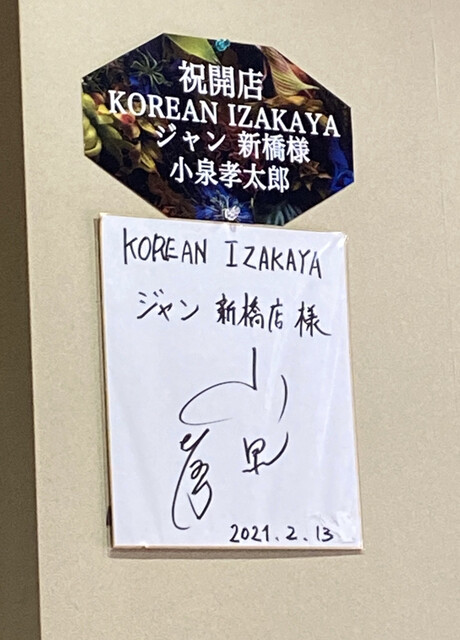 祝開店
KOREAN IZAKAYA
ジャン 新橋様
小泉孝太郎
KOREAN IZAKAYA
ジャン 新橋店 様
2021.2.13